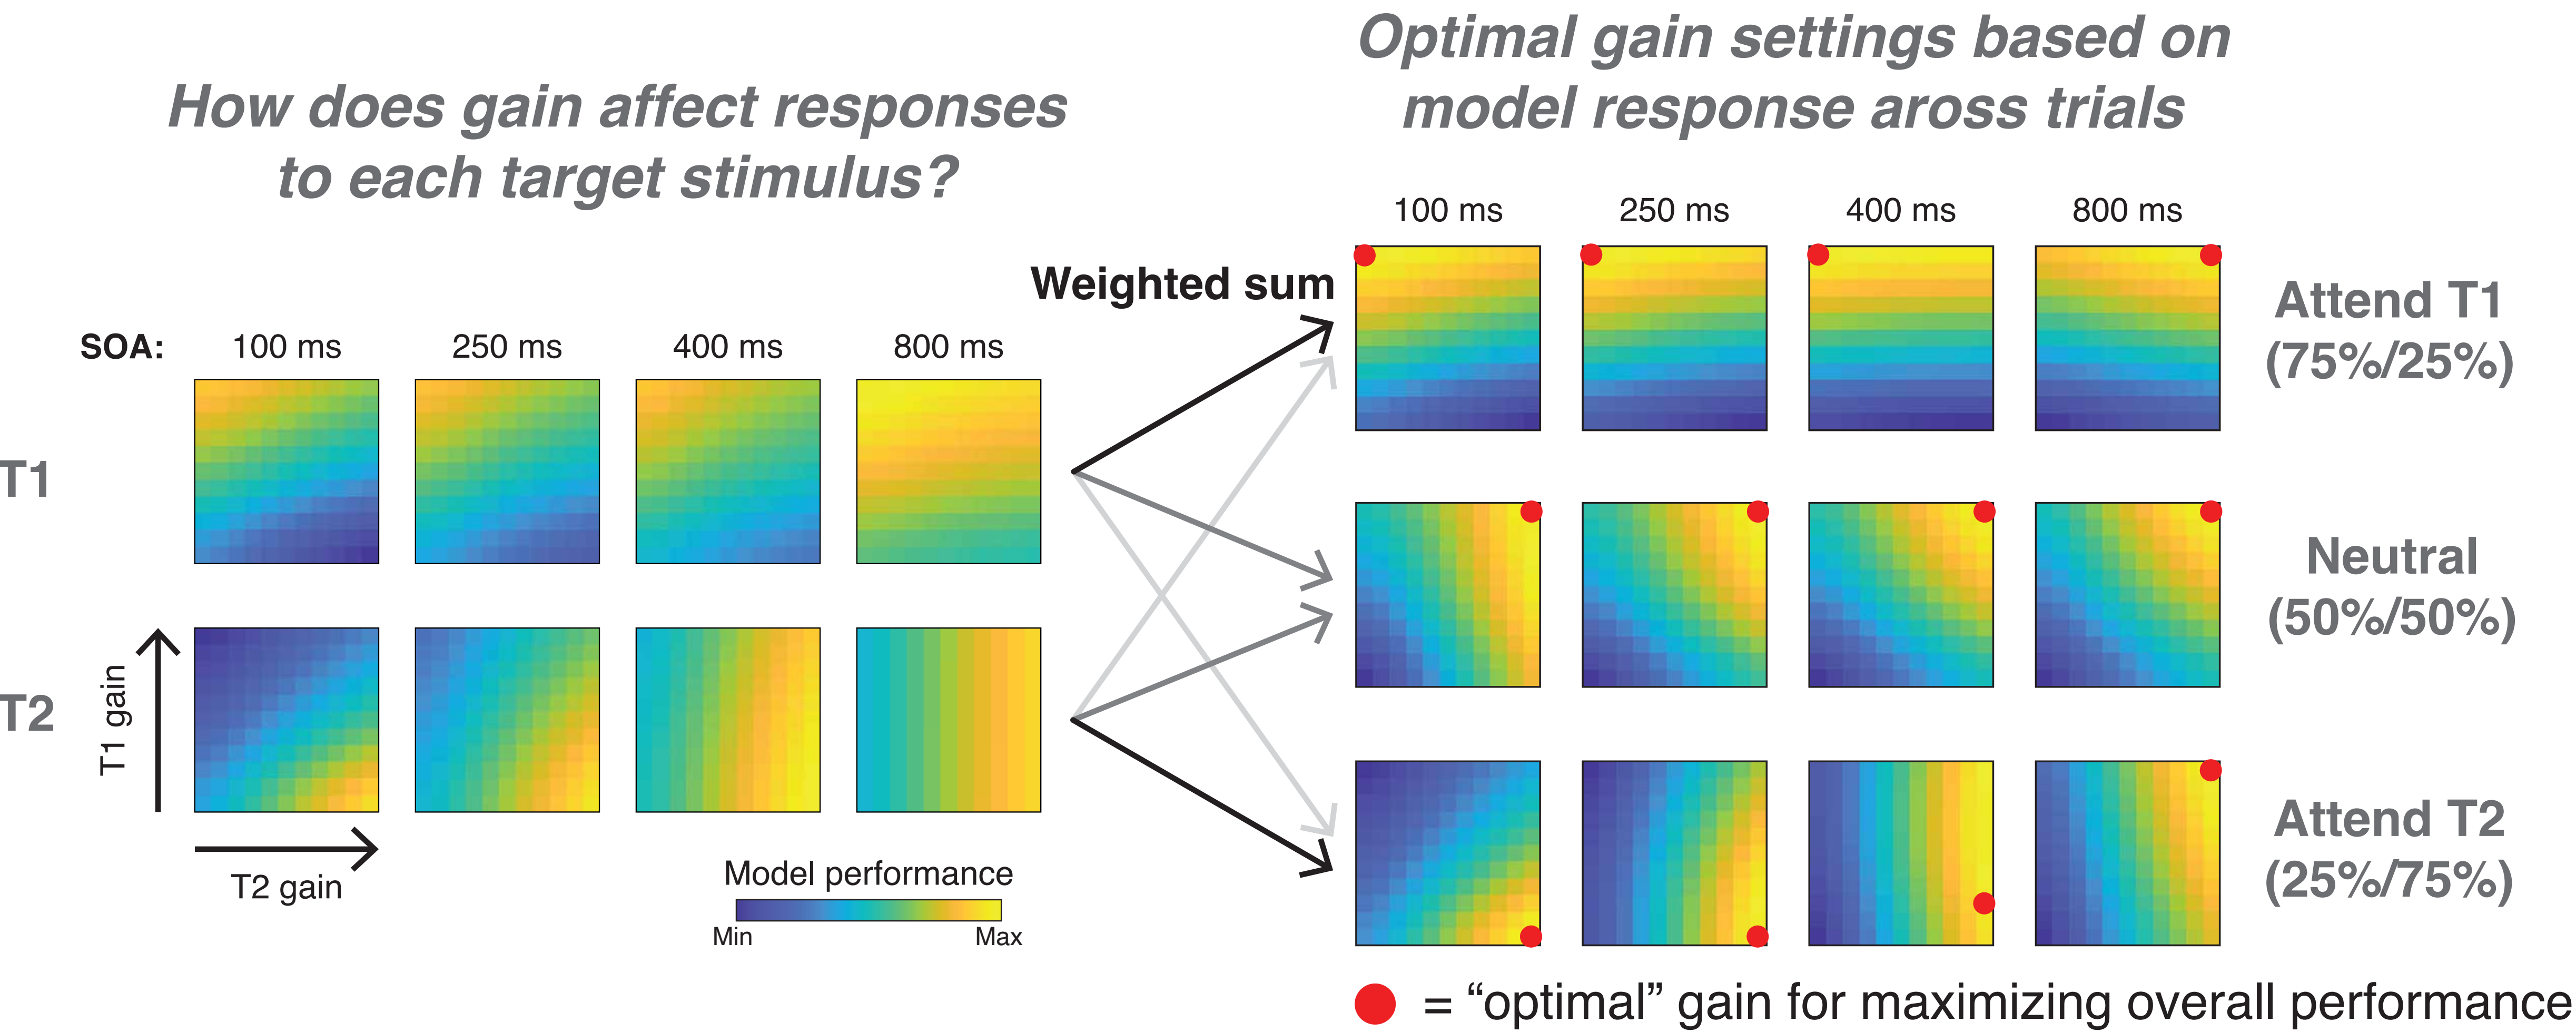 How does gain affect responses
to each target stimulus?
SOA:
100 ms
250 ms
400 ms
800 ms
T1
T2
T1 gain
T2 gain
Model performance
Min
Max
Weighted sum
Optimal gain settings based on
model response aross trials
100 ms
250 ms
400 ms
800 ms
Attend T1
(75%/25%)
Neutral
(50%/50%)
Attend T2
(25%/75%)
= “optimal” gain for maximizing overall performance